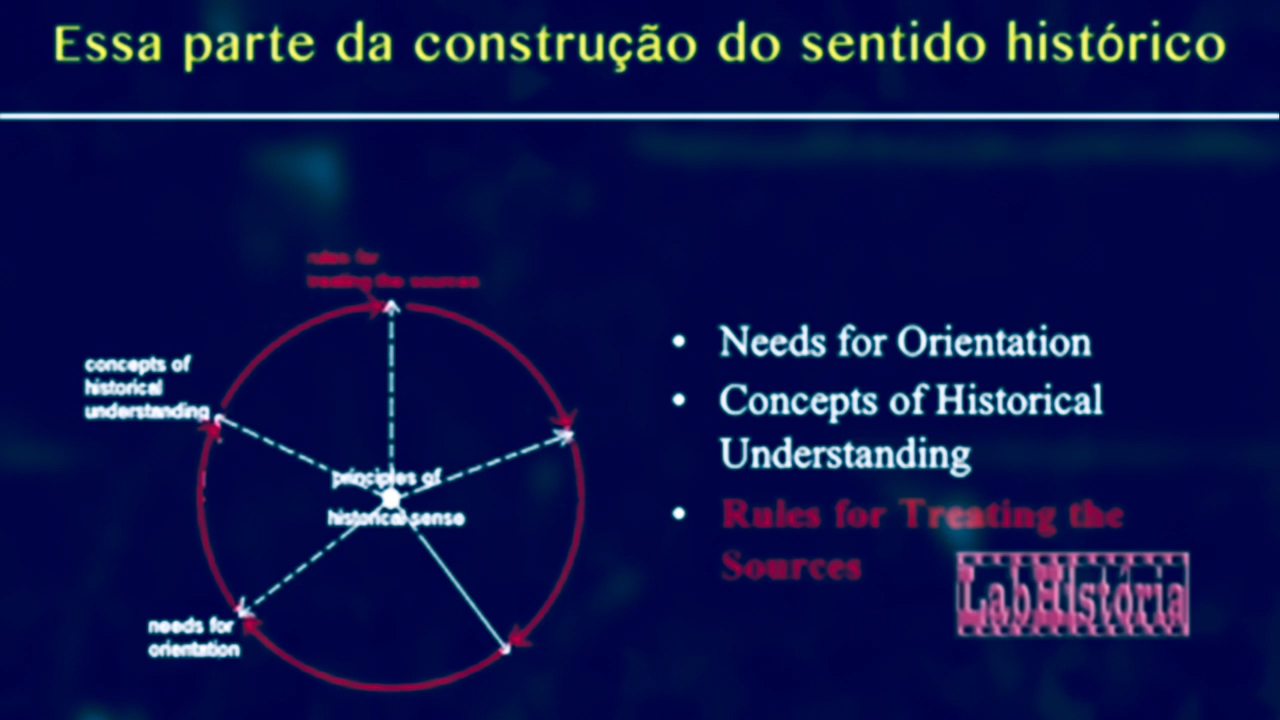 Essa parte da construção do sentido histórico
rules for
treating the sources
concepts of
historical
understanding
principles of
historical sense
needs for
orientation
• Needs for Orientation
• Concepts of Historical
Understanding
• Rules for Treating the
Sources
LabHistória